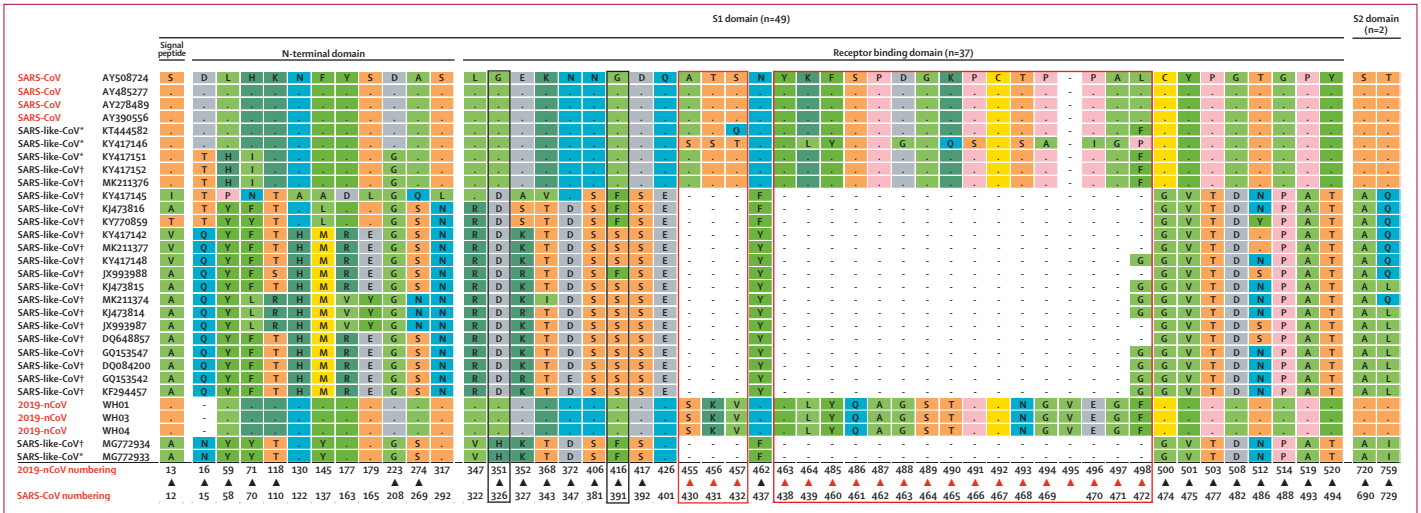 S1 domain (n=49)
S2 domain (n=2)
Signal peptide
N-terminal domain
Receptor binding domain (n=37)
SARS-CoV AY508724 S D L H K N F Y S D A S L G E K N N G D Q A T S N Y K F S P D G K P C T P - P A L C Y P G T G P Y S T
SARS-CoV AY485277 . . . . . . . . . . . . . . . . . . . . . . . . . . . . . . . . . . . . . - . . . . . . . . . . . . .
SARS-CoV AY278489 . . . . . . . . . . . . . . . . . . . . . . . . . . . . . . . . . . . . . - . . . . . . . . . . . . .
SARS-CoV AY390556 . . . . . . . . . . . . . . . . . . . . . . . . . . . . . . . . . . . . . - . . . . . . . . . . . . .
SARS-like-CoV* KT444582 . . . . . . . . . . . . . . . . . . . . . . . Q . . . . . . . . . . . . . - . . F . . . . . . . . . .
SARS-like-CoV* KY417146 . . . . . . . . . . . . . . . . . . . . . S S T . . L Y . . G . Q S . S A - I G P . . . . . . . . . .
SARS-like-CoV* KY417151 . T H I . . . . . G . . . . . . . . . . . . . . . . . . . . . . . . . . . - . . F . . . . . . . . . .
SARS-like-CoV† KY417152 . T H I . . . . . G . . . . . . . . . . . . . . . . . . . . . . . . . . . - . . F . . . . . . . . . .
SARS-like-CoV† MK211376 . T H I . . . . . G . . . . . . . . . . . . . . . . . . . . . . . . . . . - . . F . . . . . . . . . .
SARS-like-CoV† KY417145 I T P N T A A D L G Q L . D A V . S F S E - - - F - - - - - - - - - - - - - - - - G V T D N P A T A Q
SARS-like-CoV† KJ473816 A T Y F T . L . . G S N R D S T D S F S E - - - F - - - - - - - - - - - - - - - - G V T D N P A T A Q
SARS-like-CoV† KY770859 T T Y Y T . L . . G S N R D S T D S F S E - - - F - - - - - - - - - - - - - - - - G V T D Y P A T A Q
SARS-like-CoV† KY417142 V Q Y F T H M R E G S N R D K T D S S S E - - - Y - - - - - - - - - - - - - - - - G V T D . P A T A Q
SARS-like-CoV† MK211377 V Q Y F T H M R E G S N R D K T D S S S E - - - Y - - - - - - - - - - - - - - - - G V T D N P A T A Q
SARS-like-CoV† KY417148 V Q Y F T H M R E G S N R D K T D S S S E - - - Y - - - - - - - - - - - - - - - G G V T D N P A T A Q
SARS-like-CoV† JX993988 A Q Y F S H M R E G S N R D K T D S F S E - - - Y - - - - - - - - - - - - - - - - G V T D S P A T A Q
SARS-like-CoV† KJ473815 A Q Y F T H M R E G S N R D K T D S S S E - - - Y - - - - - - - - - - - - - - - G G V T D N P A T A L
SARS-like-CoV† MK211374 A Q Y L R H M V Y G N N R D K I D S S S E - - - Y - - - - - - - - - - - - - - - G G V T D N P A T A Q
SARS-like-CoV† KJ473814 A Q Y L R H M V Y G N N R D K T D S S S E - - - Y - - - - - - - - - - - - - - - G G V T D N P A T A L
SARS-like-CoV† JX993987 A Q Y L R H M V Y G N N R D K T D S S S E - - - Y - - - - - - - - - - - - - - - - G V T D S P A T A L
SARS-like-CoV† DQ648857 A Q Y F T H M R E G S N R D K T D S S S E - - - Y - - - - - - - - - - - - - - - - G V T D S P A T A L
SARS-like-CoV† GQ153547 A Q Y F T H M R E G S N R D K T D S S S E - - - Y - - - - - - - - - - - - - - - G G V T D N P A T A L
SARS-like-CoV† DQ084200 A Q Y F T H M R E G S N R D K T D S S S E - - - Y - - - - - - - - - - - - - - - G G V T D N P A T A L
SARS-like-CoV† GQ153542 A Q Y F T H M R E G S N R D R T E S S S E - - - Y - - - - - - - - - - - - - - - G G V T D N P A T A L
SARS-like-CoV† KF294457 A Q Y F T H M R E G S N R D K T D S S S E - - - Y - - - - - - - - - - - - - - - - G V T D N P A T A L
2019-nCoV WH01 . - . . . . . . . . . . . . . . . . . . . S K V . . L Y Q A G S T . . N G V E G F . . . . . . . . . .
2019-nCoV WH03 . - . . . . . . . . . . . . . . . . . . . S K V . . L Y Q A G S T . . N G V E G F . . . . . . . . . .
2019-nCoV WH04 . - . . . . . . . . . . . . . . . . . . . S K V . . L Y Q A G S T . . N G V E G F . . . . . . . . . .
SARS-like-CoV† MG772934 A N Y Y T . Y . . G S . V H K T D S F S E - - - F - - - - - - - - - - - - - - - - G V T D N P A T A I
SARS-like-CoV* MG772933 A N Y Y T . Y . . G S . V H K T D S F S E - - - F - - - - - - - - - - - - - - - - G V T D N P A T A I
2019-nCoV numbering 13 16 59 71 118 130 145 177 179 223 274 317 347 351 352 368 372 406 416 417 426 455 456 457 462 463 464 485 486 487 488 489 490 491 492 493 494 495 496 497 498 500 501 503 508 512 514 519 520 720 759
SARS-CoV numbering 12 15 58 70 110 122 137 163 165 208 269 292 322 326 327 343 347 381 391 392 401 430 431 432 437 438 439 460 461 462 463 464 465 466 467 468 469 470 471 472 474 475 477 482 486 488 493 494 690 729